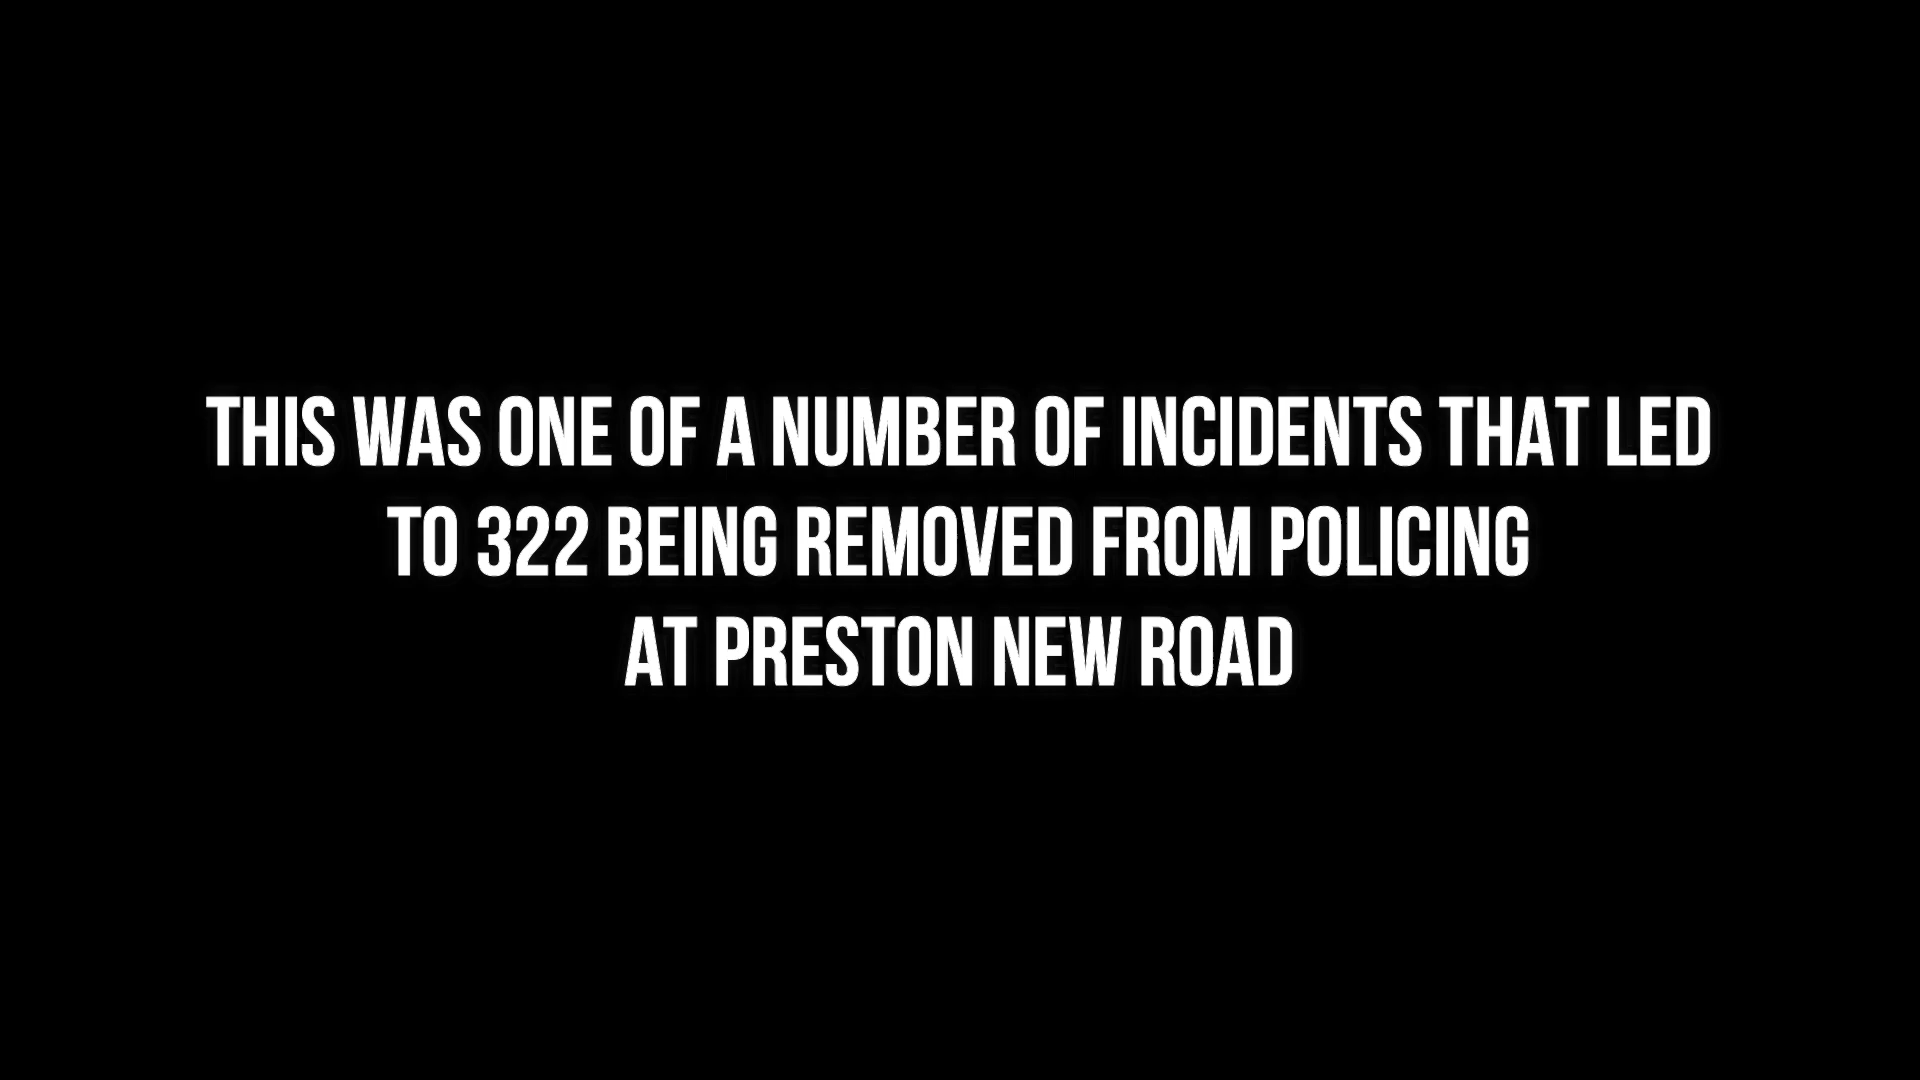 THIS WAS ONE OF A NUMBER OF INCIDENTS THAT LED
TO 322 BEING REMOVED FROM POLICING
AT PRESTON NEW ROAD